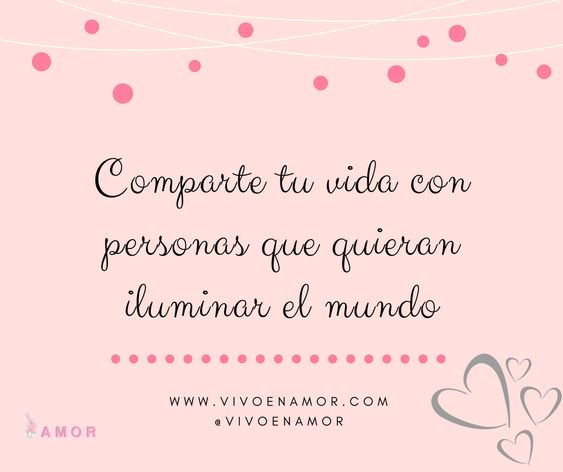 Comparte tu vida con
personas que quieran
iluminar el mundo
WWW.VIVOENAMOR.COM
@VIVOENAMOR
AMOR